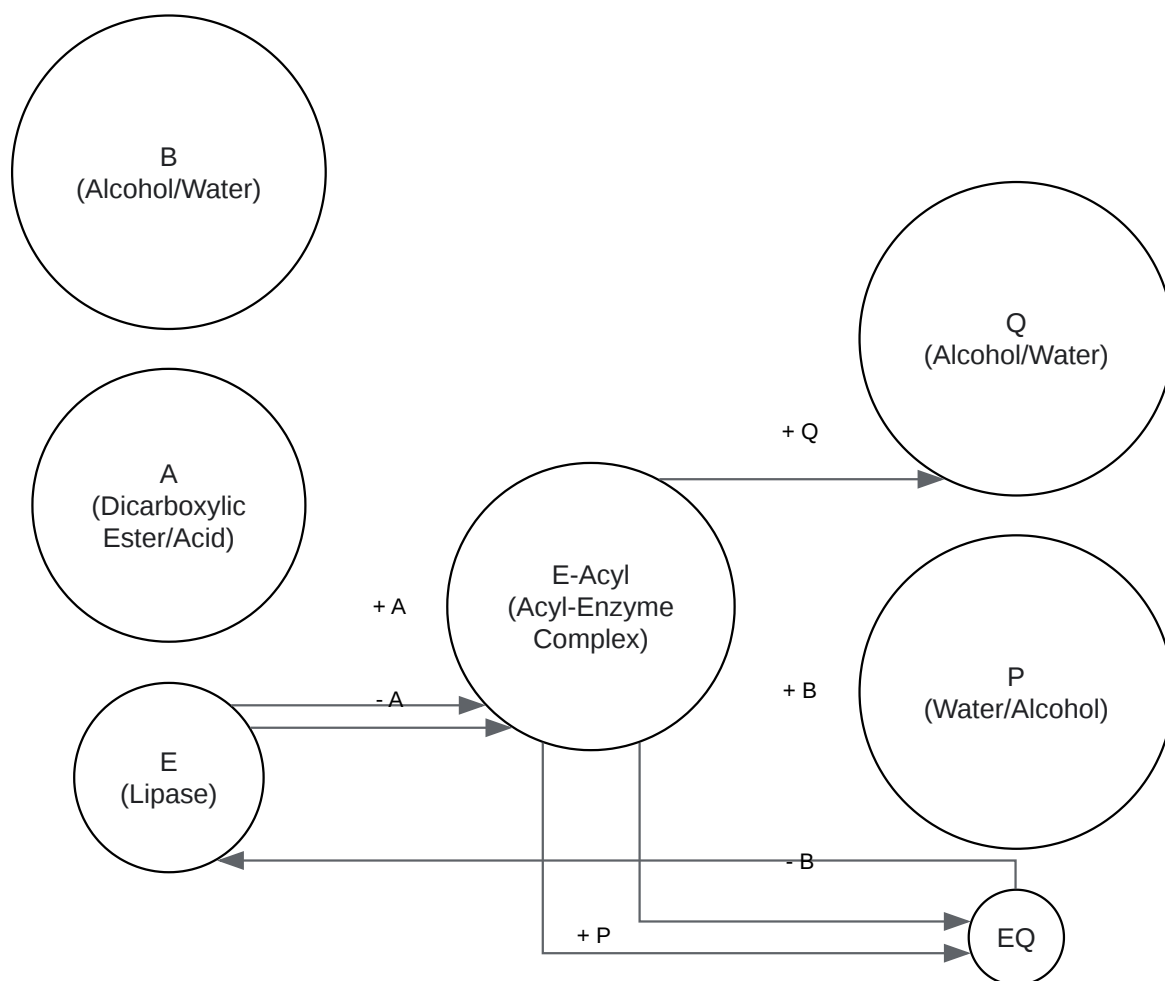 B
(Alcohol/Water)
Q
(Alcohol/Water)
+ Q
A
(Dicarboxylic
Ester/Acid)
E-Acyl
(Acyl-Enzyme
Complex)
+ A
- A
+ B
P
(Water/Alcohol)
E
(Lipase)
- B
+ P
EQ